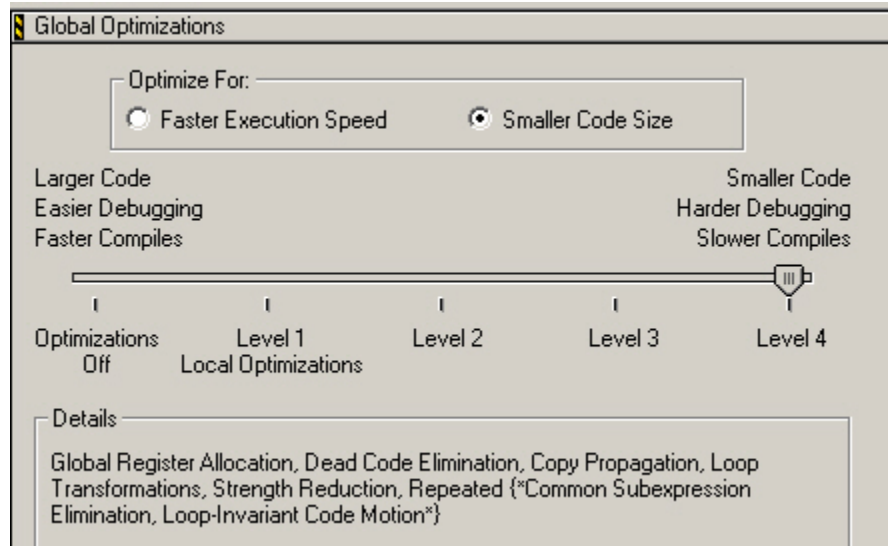 Global Optimizations
Optimize For:
Faster Execution Speed
Smaller Code Size
Larger Code
Easier Debugging
Faster Compiles
Smaller Code
Harder Debugging
Slower Compiles
Optimizations
Off
Level 1
Local Optimizations
Level 2
Level 3
Level 4
Details
Global Register Allocation, Dead Code Elimination, Copy Propagation, Loop
Transformations, Strength Reduction, Repeated {*Common Subexpression
Elimination, Loop-Invariant Code Motion*}